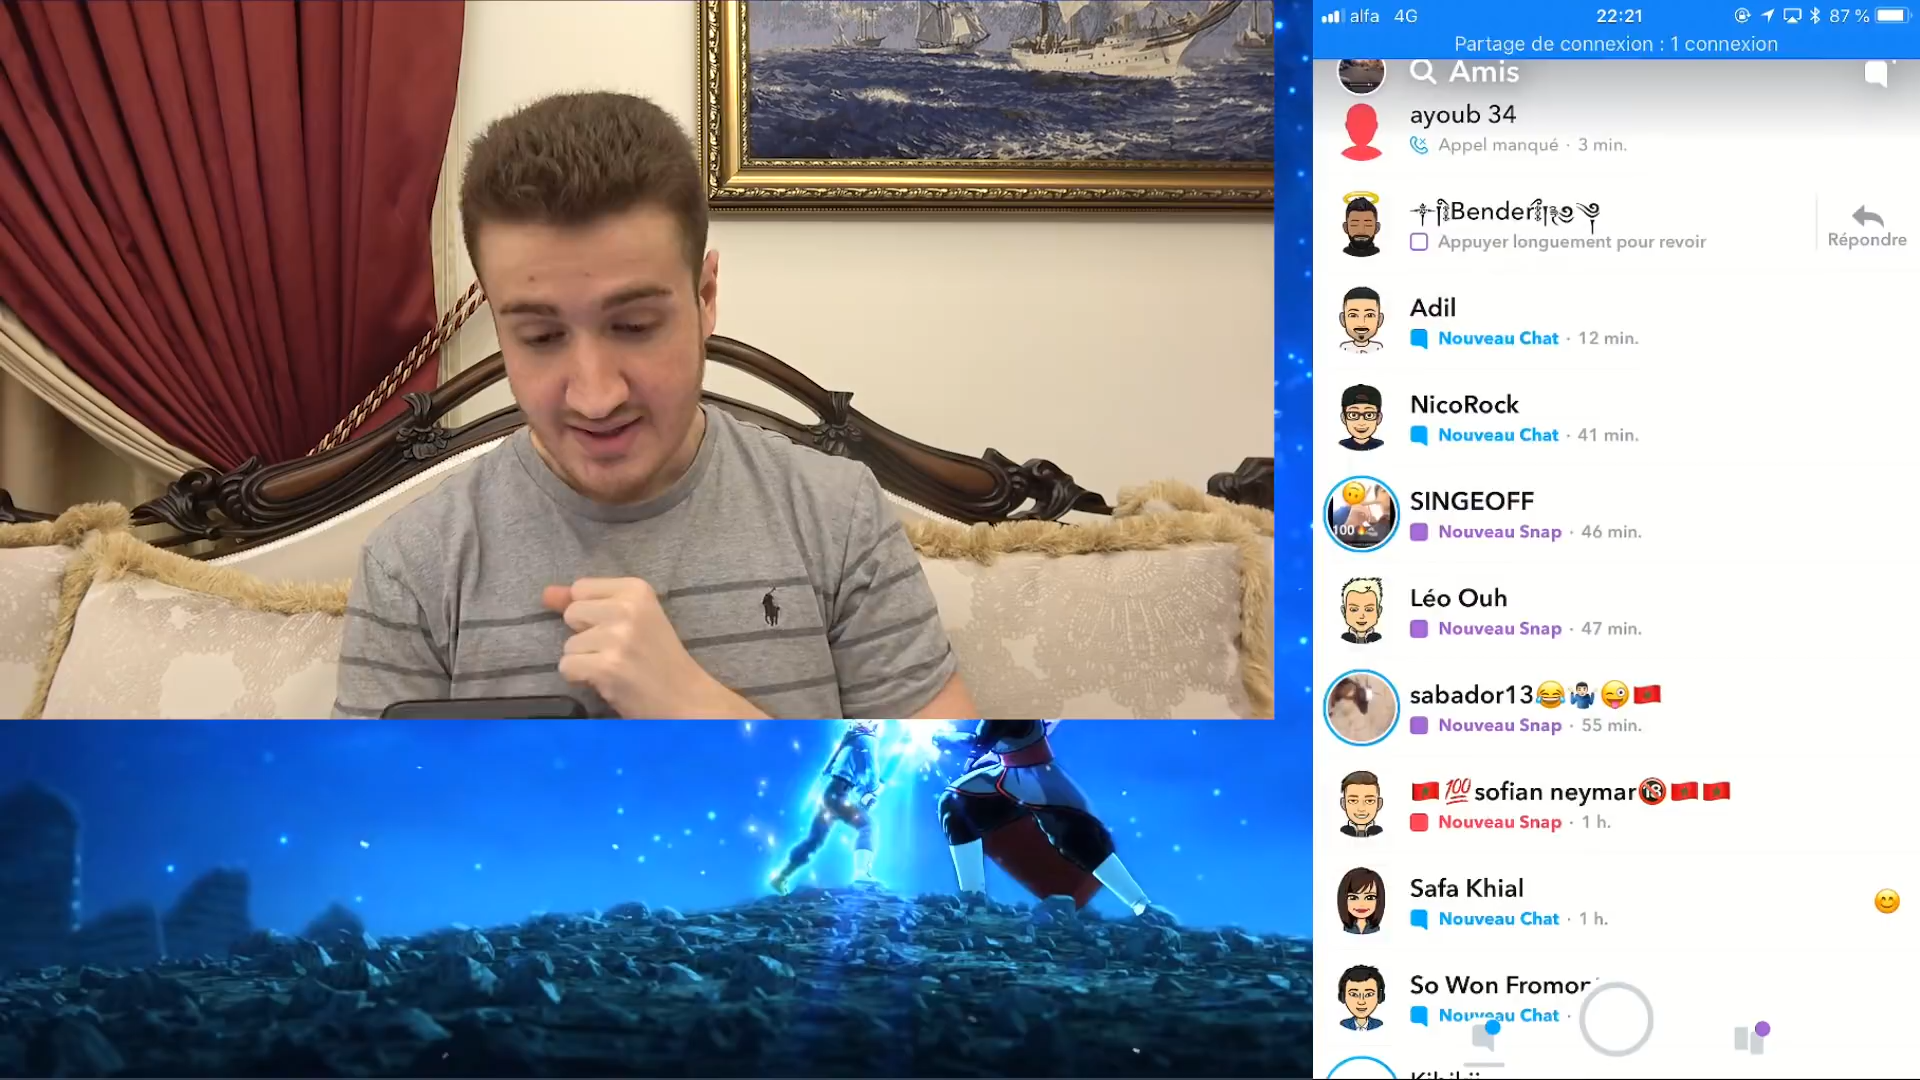 alfa 4G 22:21 87 %
Partage de connexion : 1 connexion
Amis
ayoub 34
Appel manqué · 3 min.
Bender
Appuyer longuement pour revoir
Répondre
Adil
Nouveau Chat · 12 min.
NicoRock
Nouveau Chat · 41 min.
100
SINGEOFF
Nouveau Snap · 46 min.
Léo Ouh
Nouveau Snap · 47 min.
sabador13😂🤷🏻‍♂️😜🇲🇦
Nouveau Snap · 55 min.
🇲🇦💯sofian neymar🔞🇲🇦🇲🇦
Nouveau Snap · 1 h.
Safa Khial
Nouveau Chat · 1 h.
So Won
Nouveau Chat ·